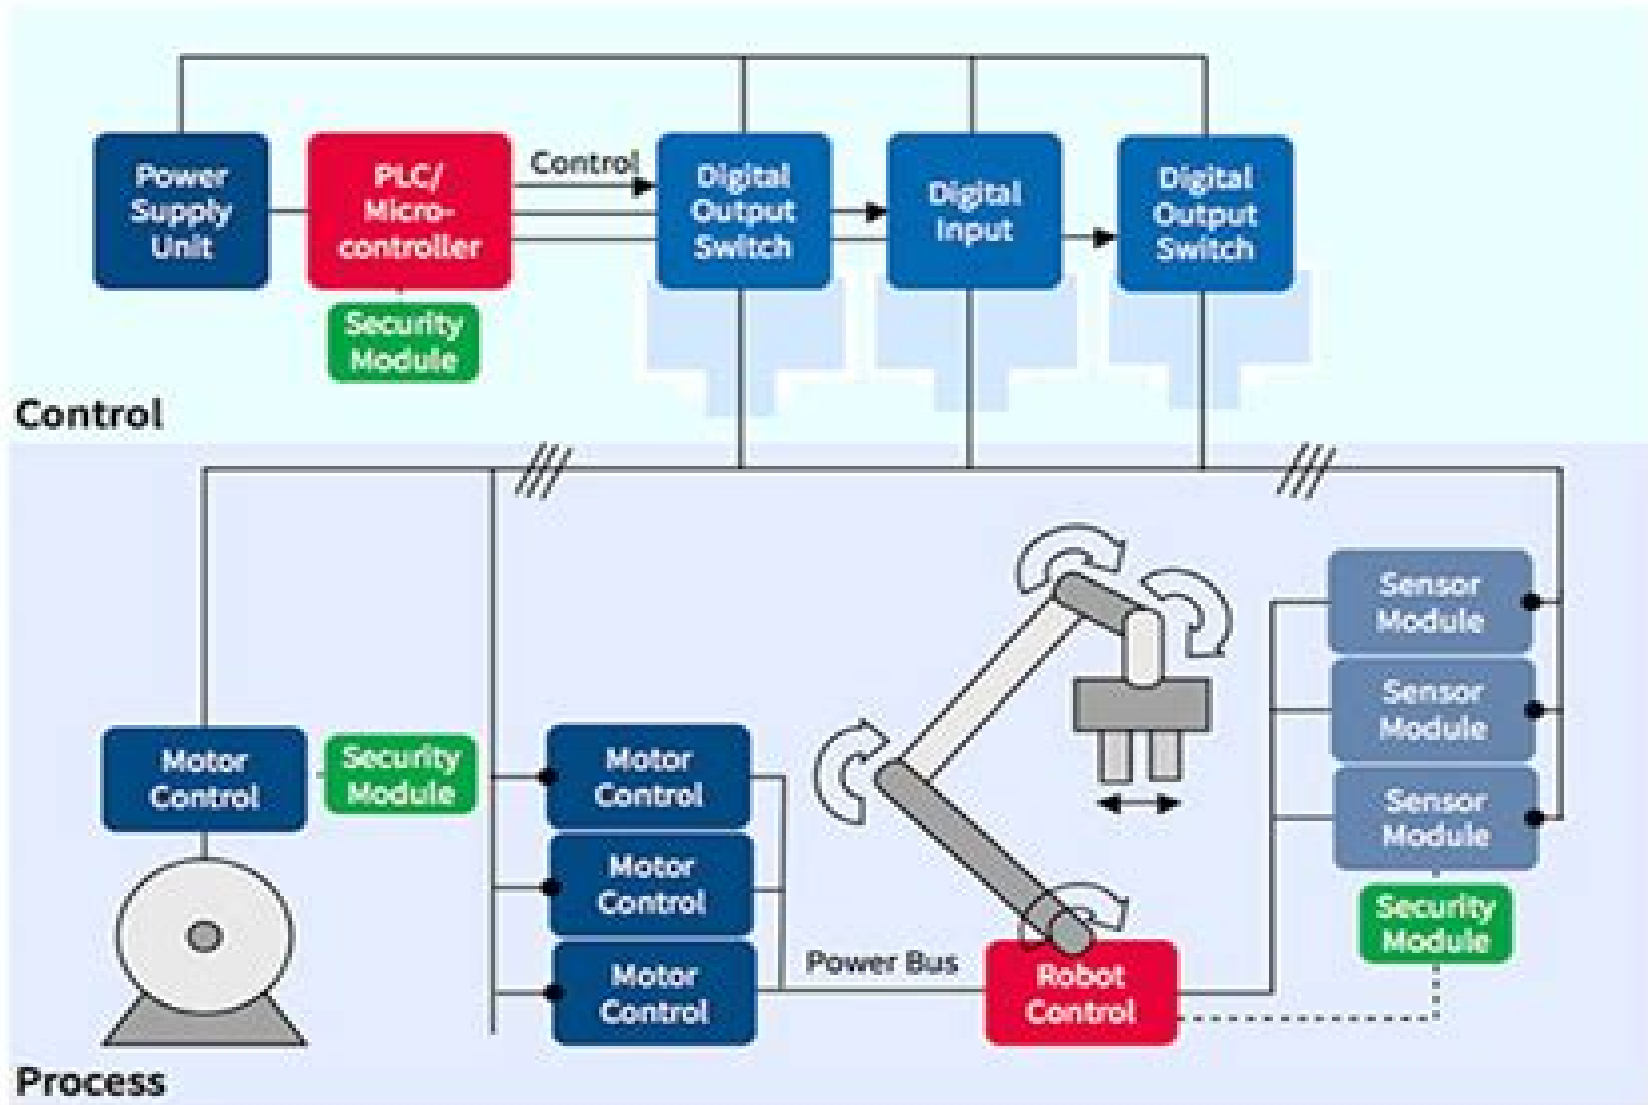 Power
Supply
Unit
PLC/
Micro-
controller
Control
Digital
Output
Switch
Digital
Input
Digital
Output
Switch
Security
Module
Control
Motor
Control
Security
Module
Motor
Control
Motor
Control
Motor
Control
Power Bus
Robot
Control
Sensor
Module
Sensor
Module
Sensor
Module
Security
Module
Process